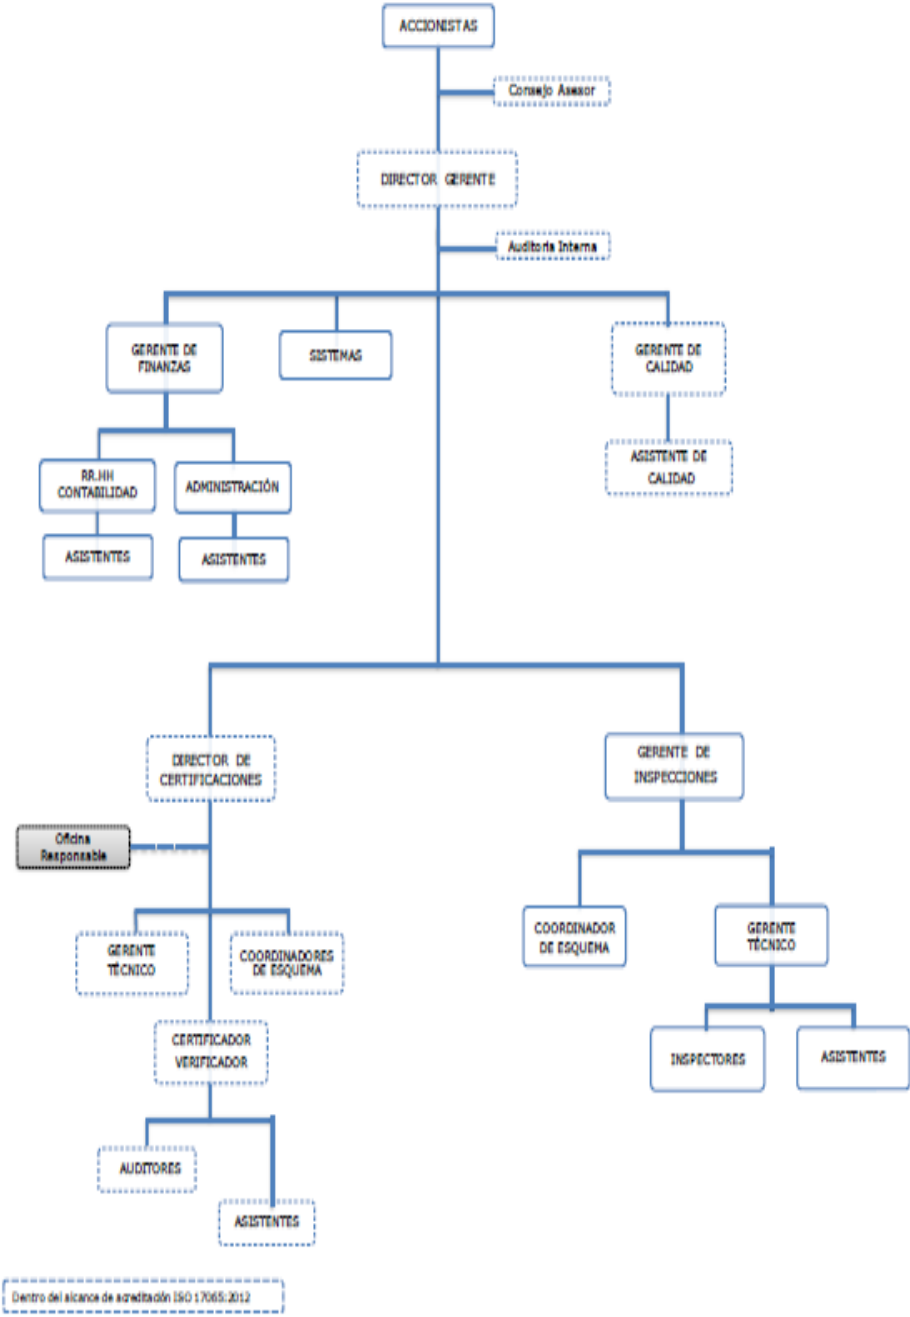 ACCIONISTAS
Consejo Asesor
DIRECTOR GERENTE
Auditoria Interna
GERENTE DE
FINANZAS
SISTEMAS
GERENTE DE
CALIDAD
RR.HH
CONTABILIDAD
ADMINISTRACIÓN
ASISTENTE DE
CALIDAD
ASISTENTES
ASISTENTES
DIRECTOR DE
CERTIFICACIONES
GERENTE DE
INSPECCIONES
Oficina
Responsable
GERENTE
TÉCNICO
COORDINADORES
DE ESQUEMA
COORDINADOR
DE ESQUEMA
GERENTE
TÉCNICO
CERTIFICADOR
VERIFICADOR
INSPECTORES
ASISTENTES
AUDITORES
ASISTENTES
Dentro del alcance de acreditación ISO 17065:2012